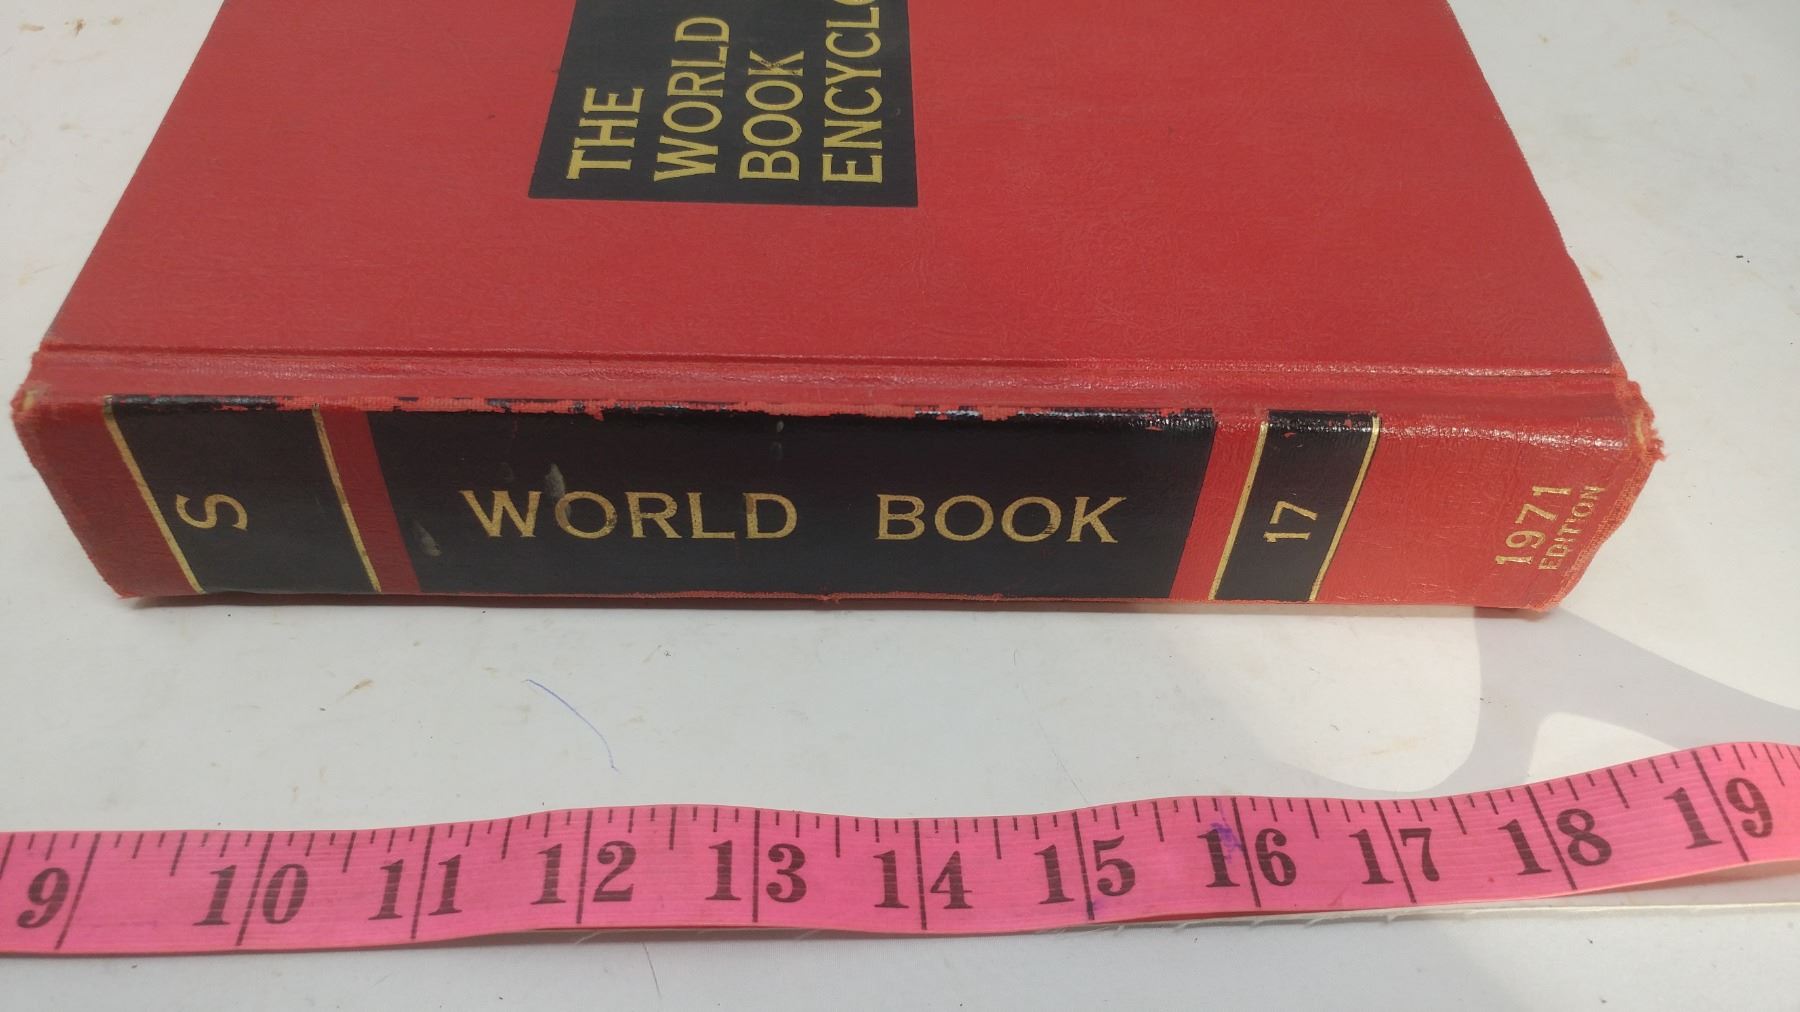 THE
WORLD
BOOK
ENCYCLO
S
WORLD BOOK
17
1971
EDITION
9 10 11 12 13 14 15 16 17 18 19